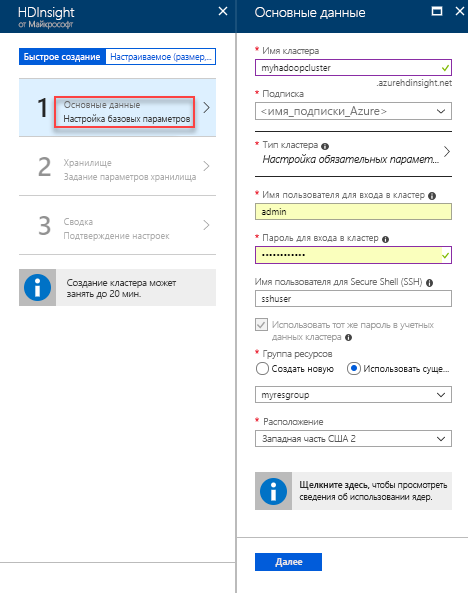 HDInsight
от Майкрософт
Быстрое создание
Настраиваемое (размер,...
1
Основные данные
Настройка базовых параметров
2
Хранилище
Задание параметров хранилища
3
Сводка
Подтверждение настроек
Создание кластера может
занять до 20 мин.
Основные данные
* Имя кластера
myhadoopcluster
.azurehdinsight.net
* Подписка
<имя_подписки_Azure>
* Тип кластера
Настройка обязательных парамет...
* Имя пользователя для входа в кластер
admin
* Пароль для входа в кластер
••••••••••••
Имя пользователя для Secure Shell (SSH)
sshuser
Использовать тот же пароль в учетных
данных кластера
* Группа ресурсов
Создать новую
Использовать суще...
myresgroup
* Расположение
Западная часть США 2
Щелкните здесь, чтобы просмотреть
сведения об использовании ядер.
Далее